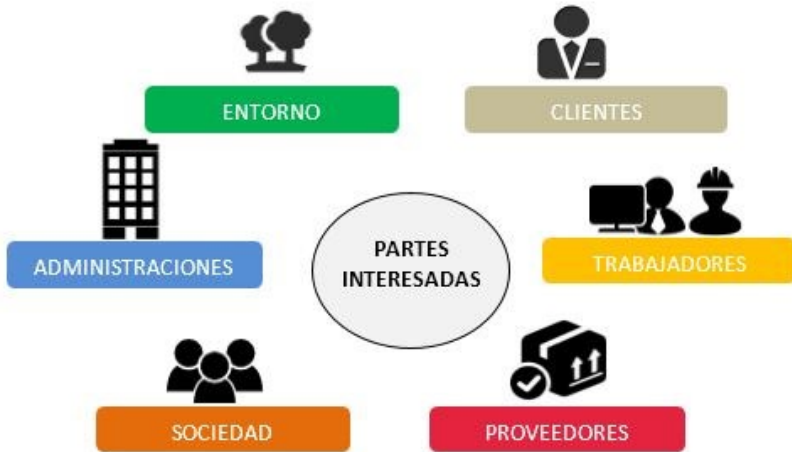 ENTORNO
CLIENTES
ADMINISTRACIONES
PARTES
INTERESADAS
TRABAJADORES
SOCIEDAD
PROVEEDORES